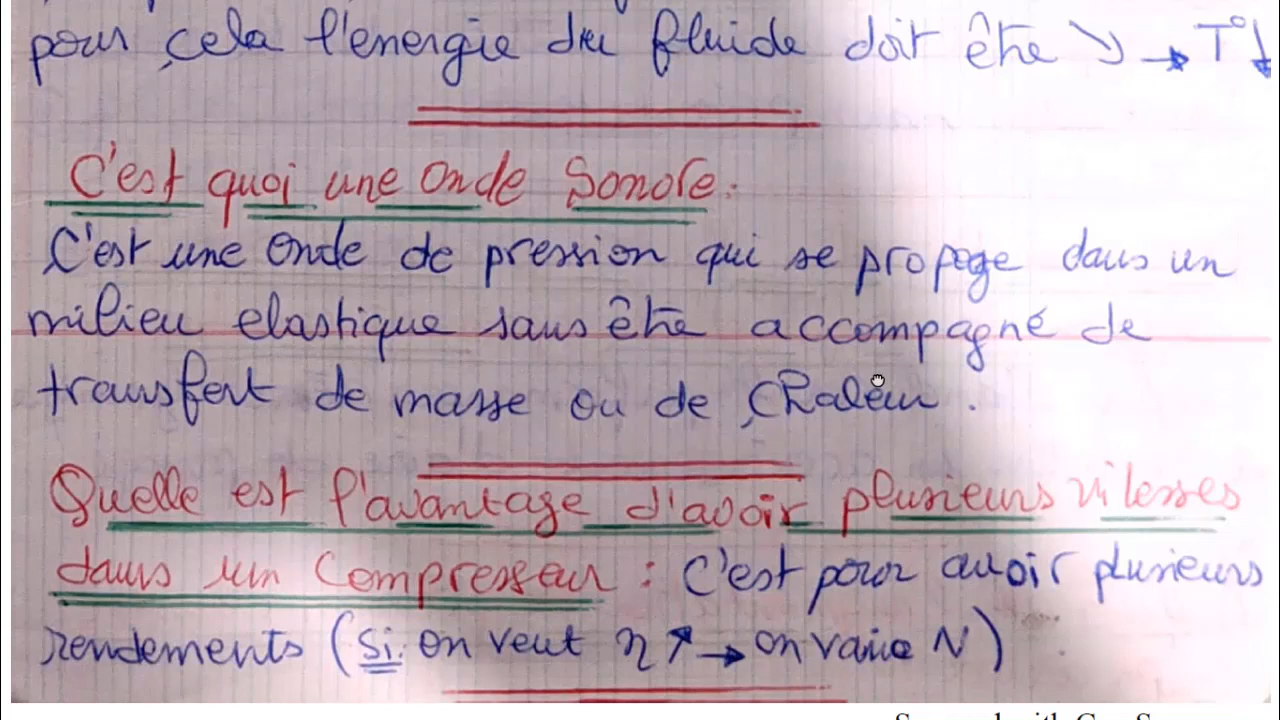 pour cela l'energie du fluide doit être ↘ → T° ↓
C'est quoi une onde Sonore.
C'est une onde de pression qui se propage dans un
milieu elastique sans être accompagné de
transfert de masse ou de chaleur.
Quelle est l'avantage d'avoir plusieurs vitesses
dans un Compresseur : C'est pour avoir plusieurs
rendements (Si on veut η ↗ → on varie N)